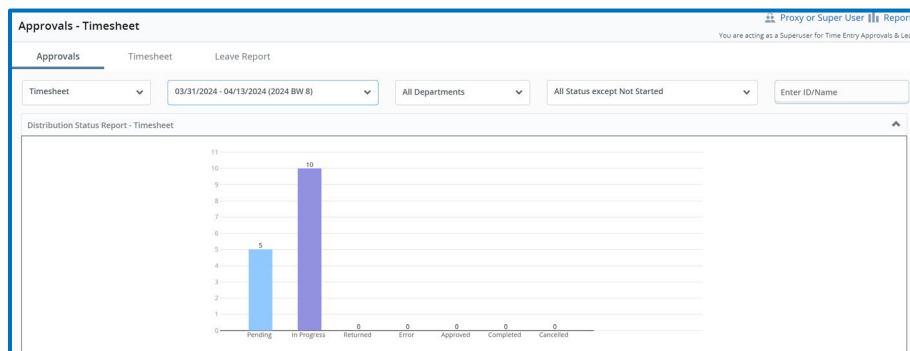 Approvals - Timesheet
Proxy or Super User Report
You are acting as a Superuser for Time Entry Approvals & Lea
Approvals Timesheet Leave Report
Timesheet 03/31/2024 - 04/13/2024 (2024 BW 8) All Departments All Status except Not Started Enter ID/Name
Distribution Status Report - Timesheet
11
10
9
8
7
6
5
4
3
2
1
0
5 10 0 0 0 0 0
Pending In Progress Returned Error Approved Completed Cancelled